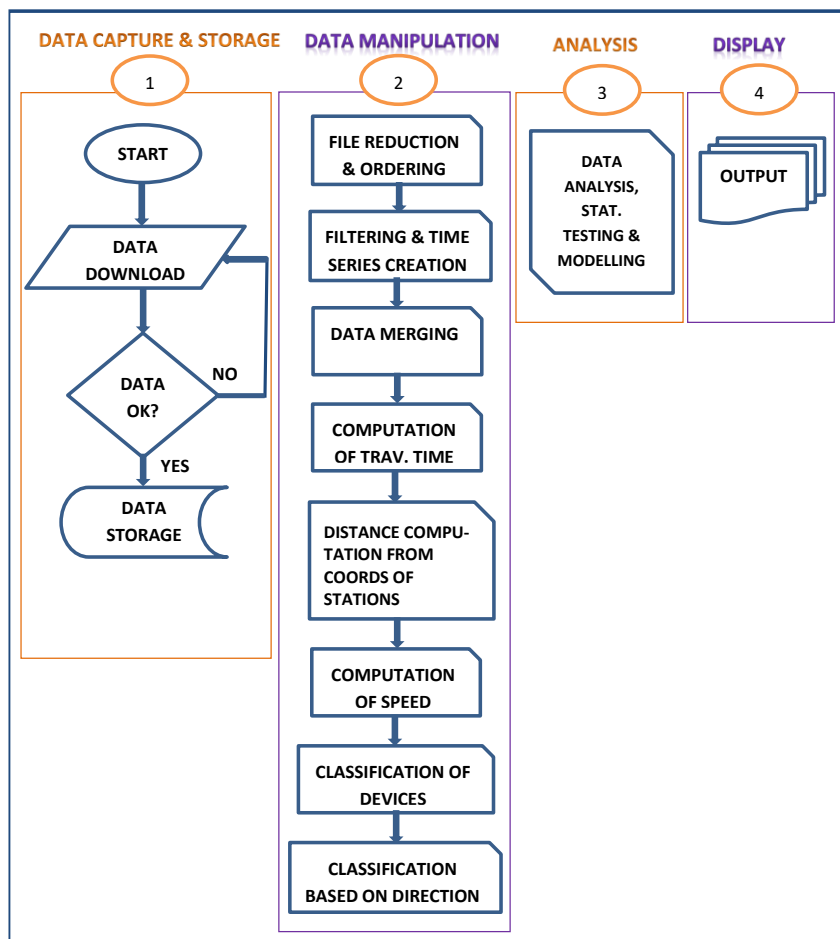 DATA CAPTURE & STORAGE
1
START
DATA
DOWNLOAD
DATA
OK?
NO
YES
DATA
STORAGE
DATA MANIPULATION
2
FILE REDUCTION
& ORDERING
FILTERING & TIME
SERIES CREATION
DATA MERGING
COMPUTATION
OF TRAV. TIME
DISTANCE COMPU-
TATION FROM
COORDS OF
STATIONS
COMPUTATION
OF SPEED
CLASSIFICATION OF
DEVICES
CLASSIFICATION
BASED ON DIRECTION
ANALYSIS
3
DATA
ANALYSIS,
STAT.
TESTING &
MODELLING
DISPLAY
4
OUTPUT